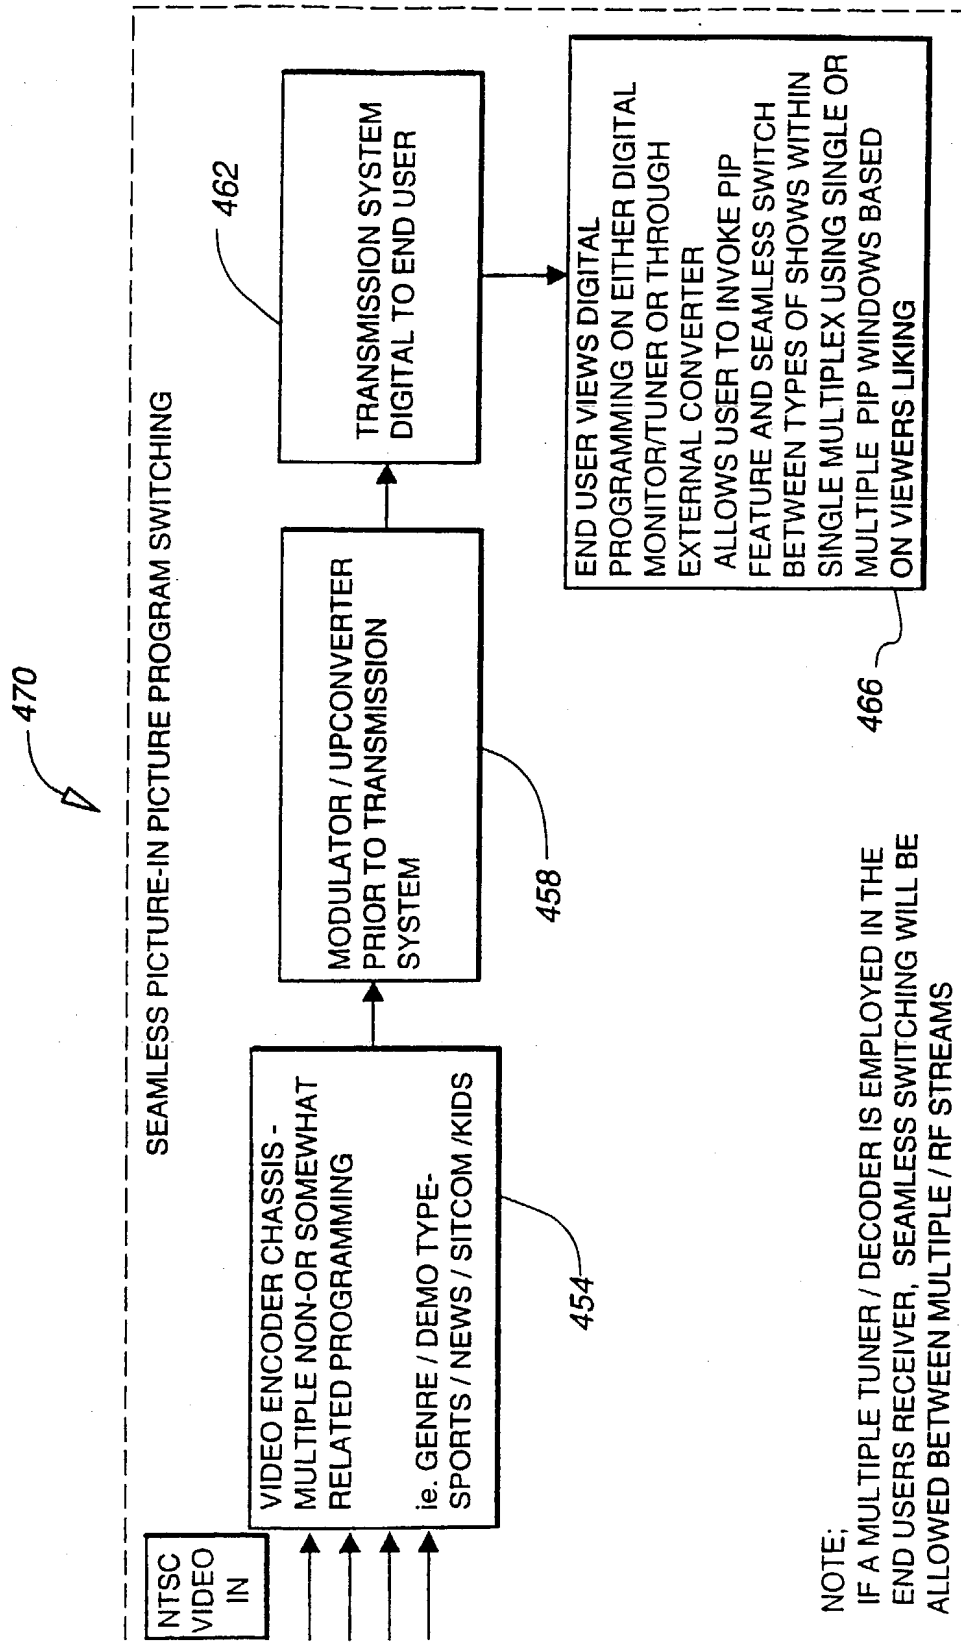 470
SEAMLESS PICTURE-IN PICTURE PROGRAM SWITCHING
NTSC
VIDEO
IN
VIDEO ENCODER CHASSIS -
MULTIPLE NON-OR SOMEWHAT
RELATED PROGRAMMING
ie. GENRE / DEMO TYPE-
SPORTS / NEWS / SITCOM /KIDS
454
MODULATOR / UPCONVERTER
PRIOR TO TRANSMISSION
SYSTEM
458
TRANSMISSION SYSTEM
DIGITAL TO END USER
462
END USER VIEWS DIGITAL
PROGRAMMING ON EITHER DIGITAL
MONITOR/TUNER OR THROUGH
EXTERNAL CONVERTER
ALLOWS USER TO INVOKE PIP
FEATURE AND SEAMLESS SWITCH
BETWEEN TYPES OF SHOWS WITHIN
SINGLE MULTIPLEX USING SINGLE OR
MULTIPLE PIP WINDOWS BASED
ON VIEWERS LIKING
466
NOTE;
IF A MULTIPLE TUNER / DECODER IS EMPLOYED IN THE
END USERS RECEIVER, SEAMLESS SWITCHING WILL BE
ALLOWED BETWEEN MULTIPLE / RF STREAMS